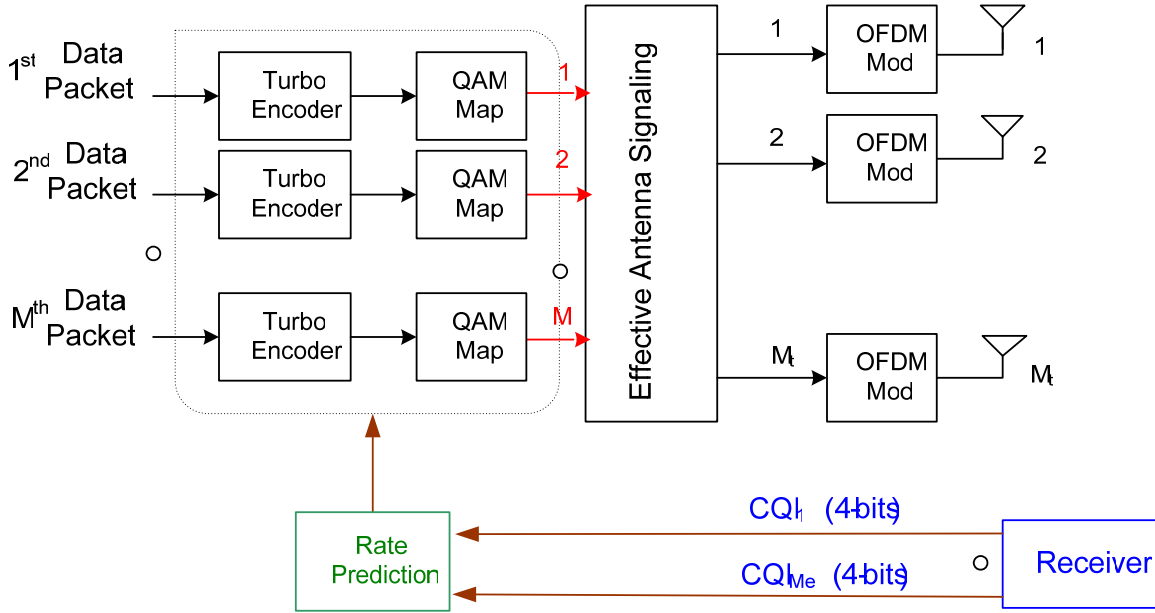 1st Data Packet
Turbo Encoder
QAM Map
1
2nd Data Packet
Turbo Encoder
QAM Map
2
Mth Data Packet
Turbo Encoder
QAM Map
M
Effective Antenna Signaling
1
OFDM Mod
1
2
OFDM Mod
2
Mt
OFDM Mod
Mt
Rate Prediction
CQI1 (4-bits)
CQIMe (4-bits)
Receiver